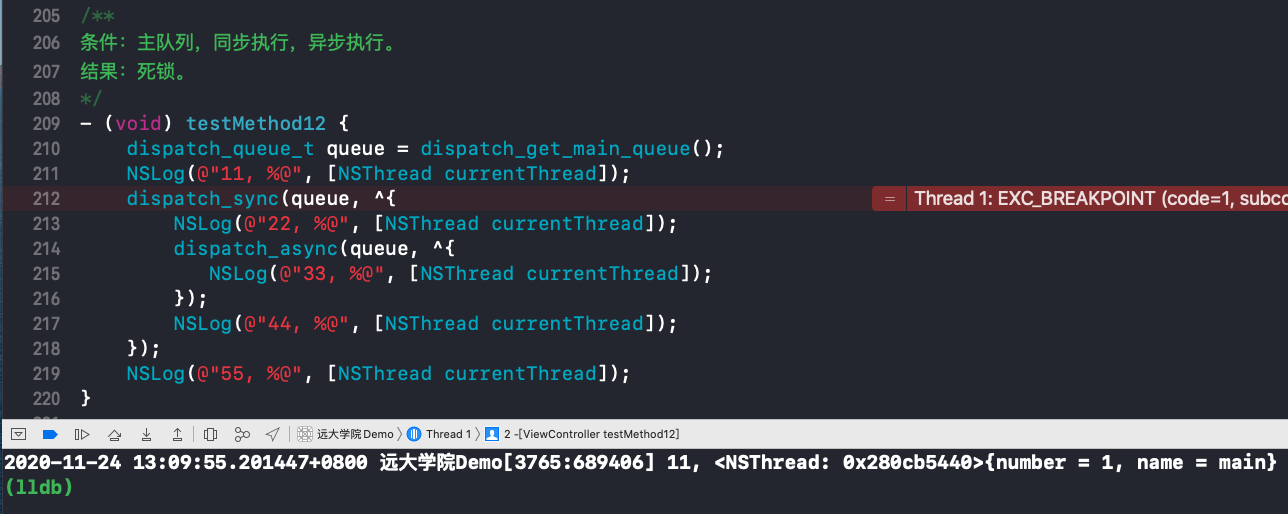 205 /**
206 条件：主队列，同步执行，异步执行。
207 结果：死锁。
208 */
209 - (void) testMethod12 {
210 dispatch_queue_t queue = dispatch_get_main_queue();
211 NSLog(@"11, %@", [NSThread currentThread]);
212 dispatch_sync(queue, ^{ = Thread 1: EXC_BREAKPOINT (code=1, subco
213 NSLog(@"22, %@", [NSThread currentThread]);
214 dispatch_async(queue, ^{
215 NSLog(@"33, %@", [NSThread currentThread]);
216 });
217 NSLog(@"44, %@", [NSThread currentThread]);
218 });
219 NSLog(@"55, %@", [NSThread currentThread]);
220 }
远大学院Demo 〉 Thread 1 〉 2 -[ViewController testMethod12]
2020-11-24 13:09:55.201447+0800 远大学院Demo[3765:689406] 11, <NSThread: 0x280cb5440>{number = 1, name = main}
(lldb)